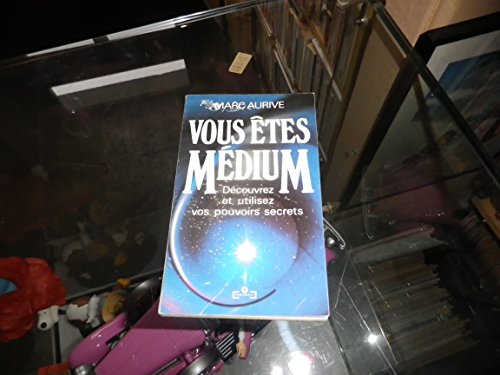 MARC AURIVE
VOUS ÊTES
MÉDIUM
Découvrez
et utilisez
vos pouvoirs secrets